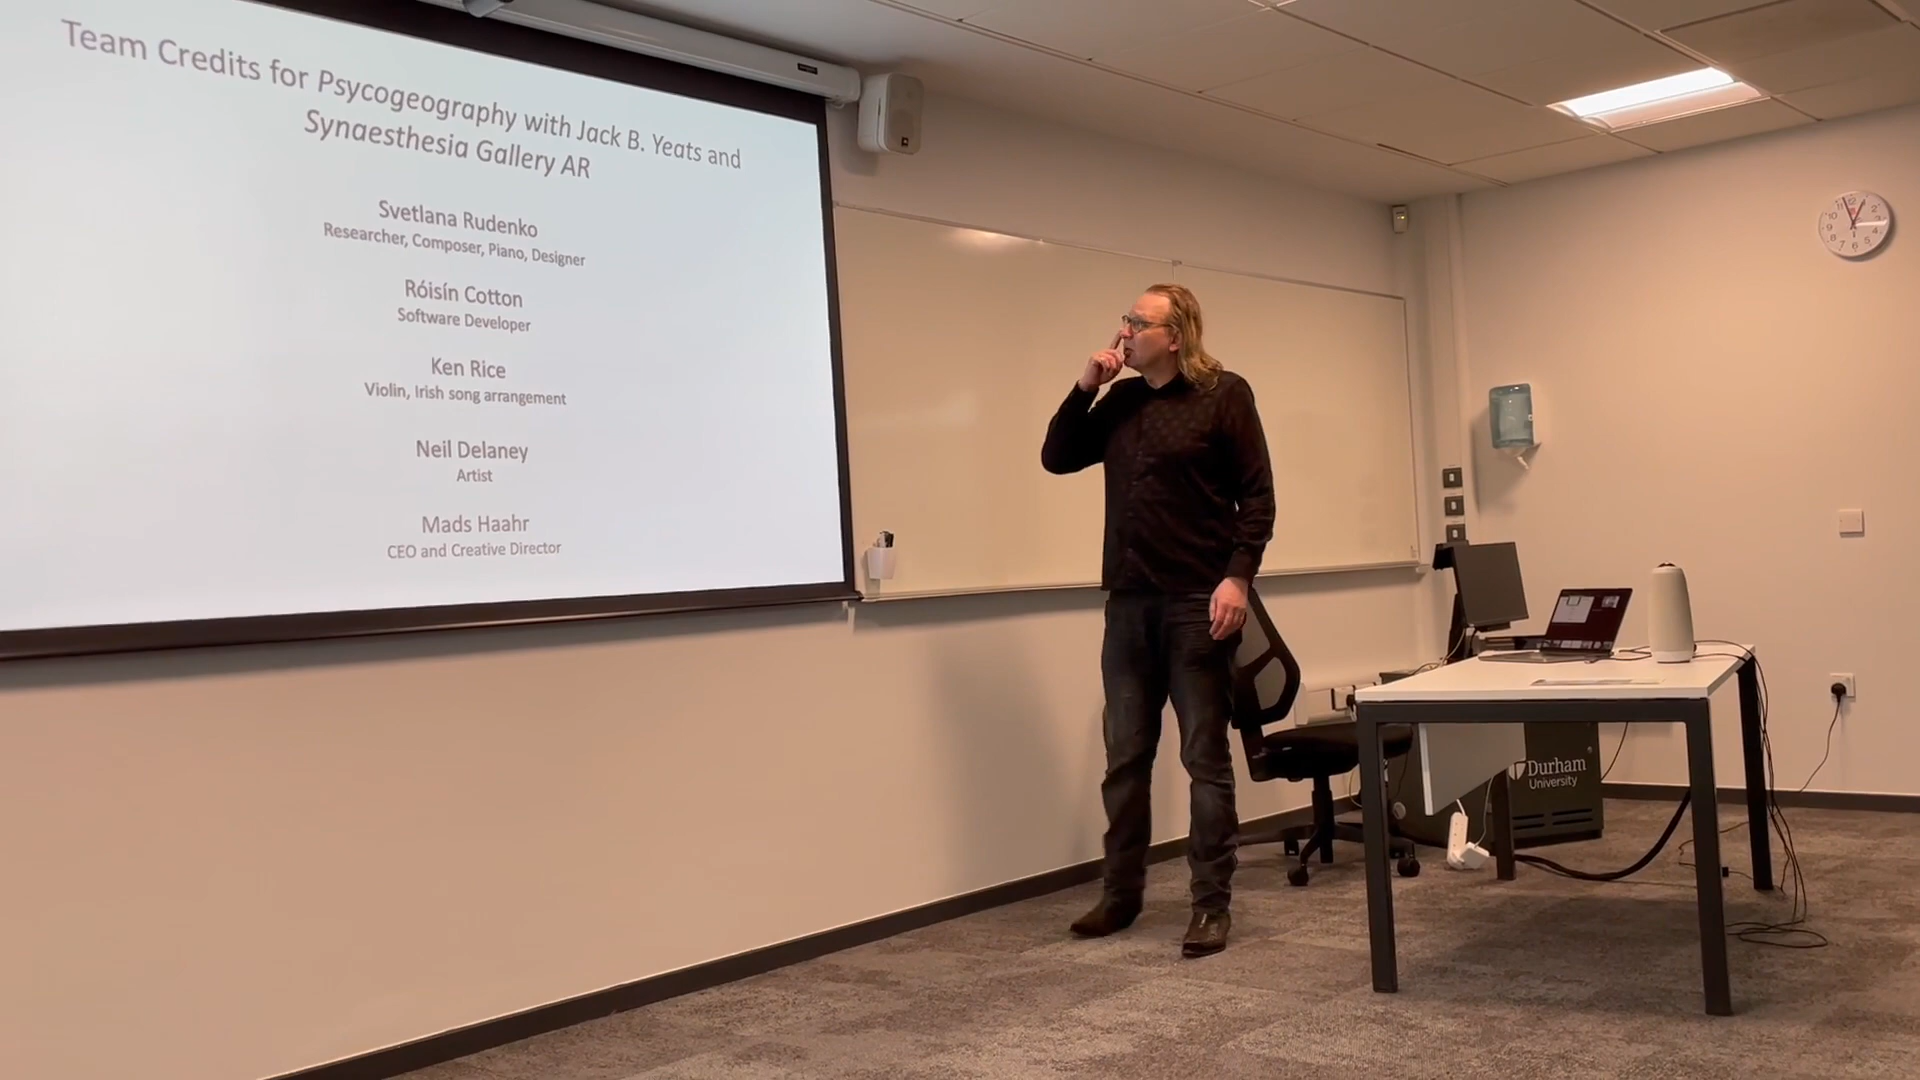 Team Credits for Psycogeography with Jack B. Yeats and
Synaesthesia Gallery AR
Svetlana Rudenko
Researcher, Composer, Piano, Designer
Róisín Cotton
Software Developer
Ken Rice
Violin, Irish song arrangement
Neil Delaney
Artist
Mads Haahr
CEO and Creative Director
Durham
University